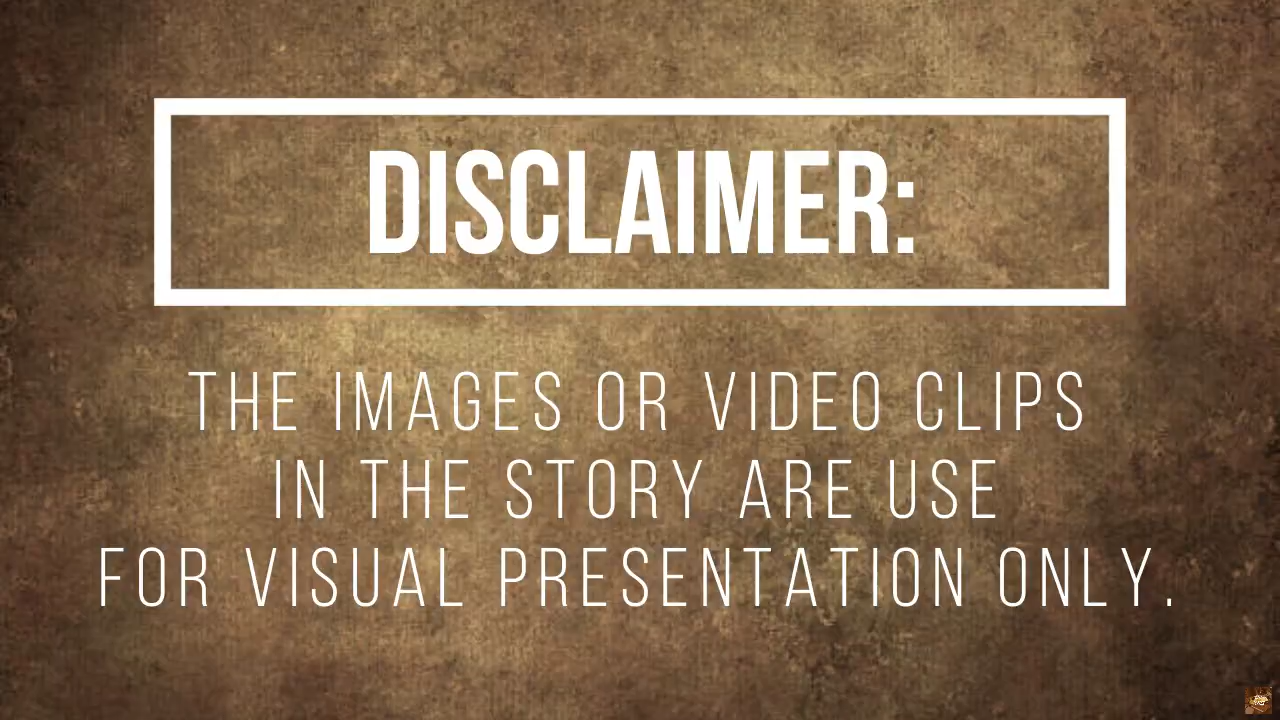 DISCLAIMER:
THE IMAGES OR VIDEO CLIPS
IN THE STORY ARE USE
FOR VISUAL PRESENTATION ONLY.